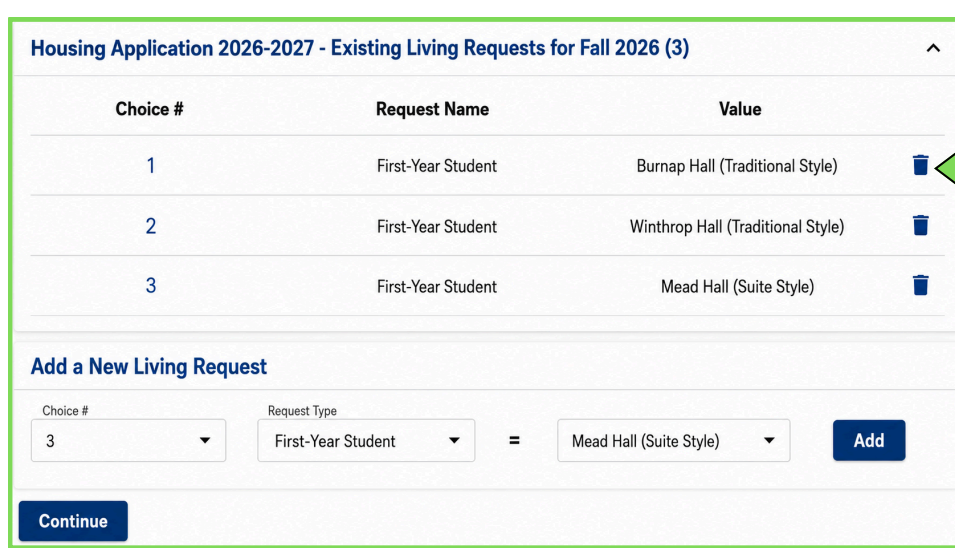 Housing Application 2026-2027 - Existing Living Requests for Fall 2026 (3)
Choice # Request Name Value
1 First-Year Student Burnap Hall (Traditional Style)
2 First-Year Student Winthrop Hall (Traditional Style)
3 First-Year Student Mead Hall (Suite Style)
Add a New Living Request
Choice # Request Type
3 First-Year Student = Mead Hall (Suite Style) Add
Continue